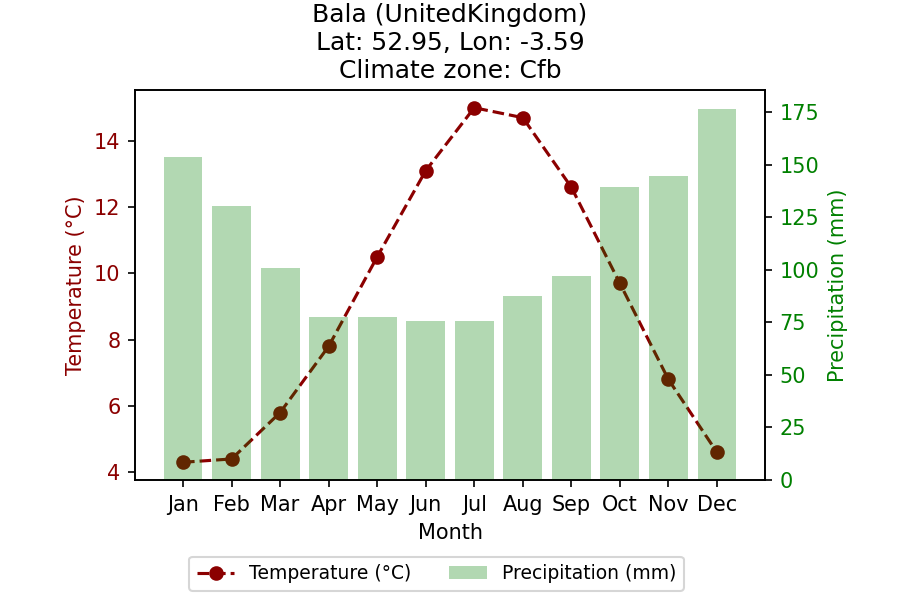 Bala (UnitedKingdom)
Lat: 52.95, Lon: -3.59
Climate zone: Cfb
Temperature (°C)
14
12
10
8
6
4
175
150
125
100
75
50
25
0
Precipitation (mm)
Jan Feb Mar Apr May Jun Jul Aug Sep Oct Nov Dec
Month
Temperature (°C) Precipitation (mm)